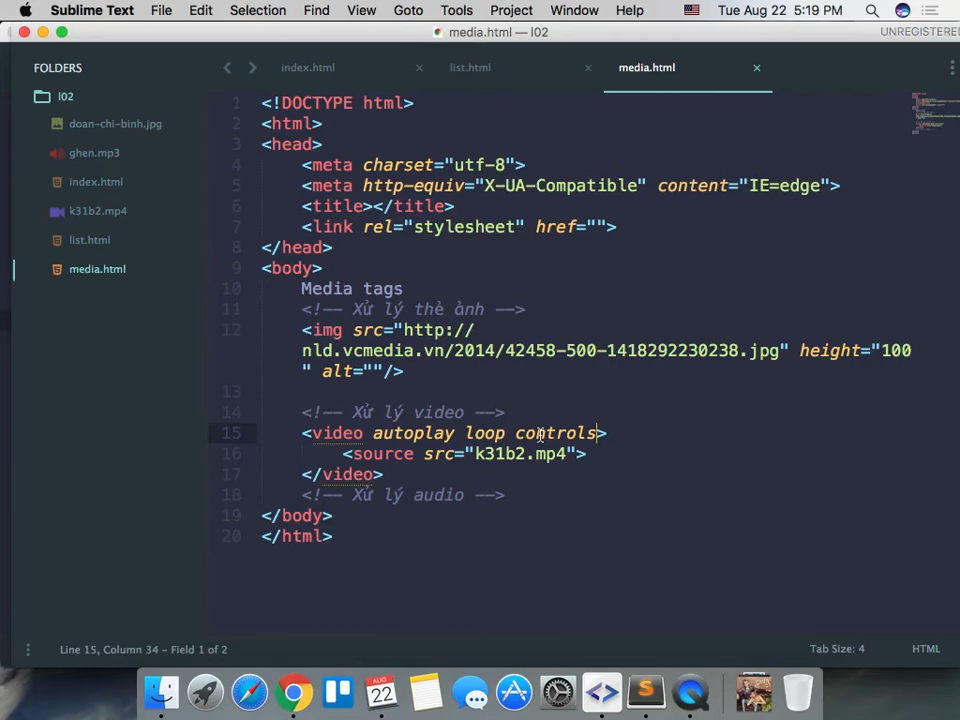 Sublime Text File Edit Selection Find View Goto Tools Project Window Help Tue Aug 22 5:19 PM
media.html — l02
UNREGISTERED
FOLDERS
l02
doan-chi-binh.jpg
ghen.mp3
index.html
k31b2.mp4
list.html
media.html
index.html list.html media.html
1 <!DOCTYPE html>
2 <html>
3 <head>
4 <meta charset="utf-8">
5 <meta http-equiv="X-UA-Compatible" content="IE=edge">
6 <title></title>
7 <link rel="stylesheet" href="">
8 </head>
9 <body>
10 Media tags
11 <!-- Xử lý thẻ ảnh -->
12 <img src="http://
nld.vcmedia.vn/2014/42458-500-1418292230238.jpg" height="100
" alt=""/>
13
14 <!-- Xử lý video -->
15 <video autoplay loop controls>
16 <source src="k31b2.mp4">
17 </video>
18 <!-- Xử lý audio -->
19 </body>
20 </html>
Line 15, Column 34 - Field 1 of 2
Tab Size: 4 HTML
AUG
22